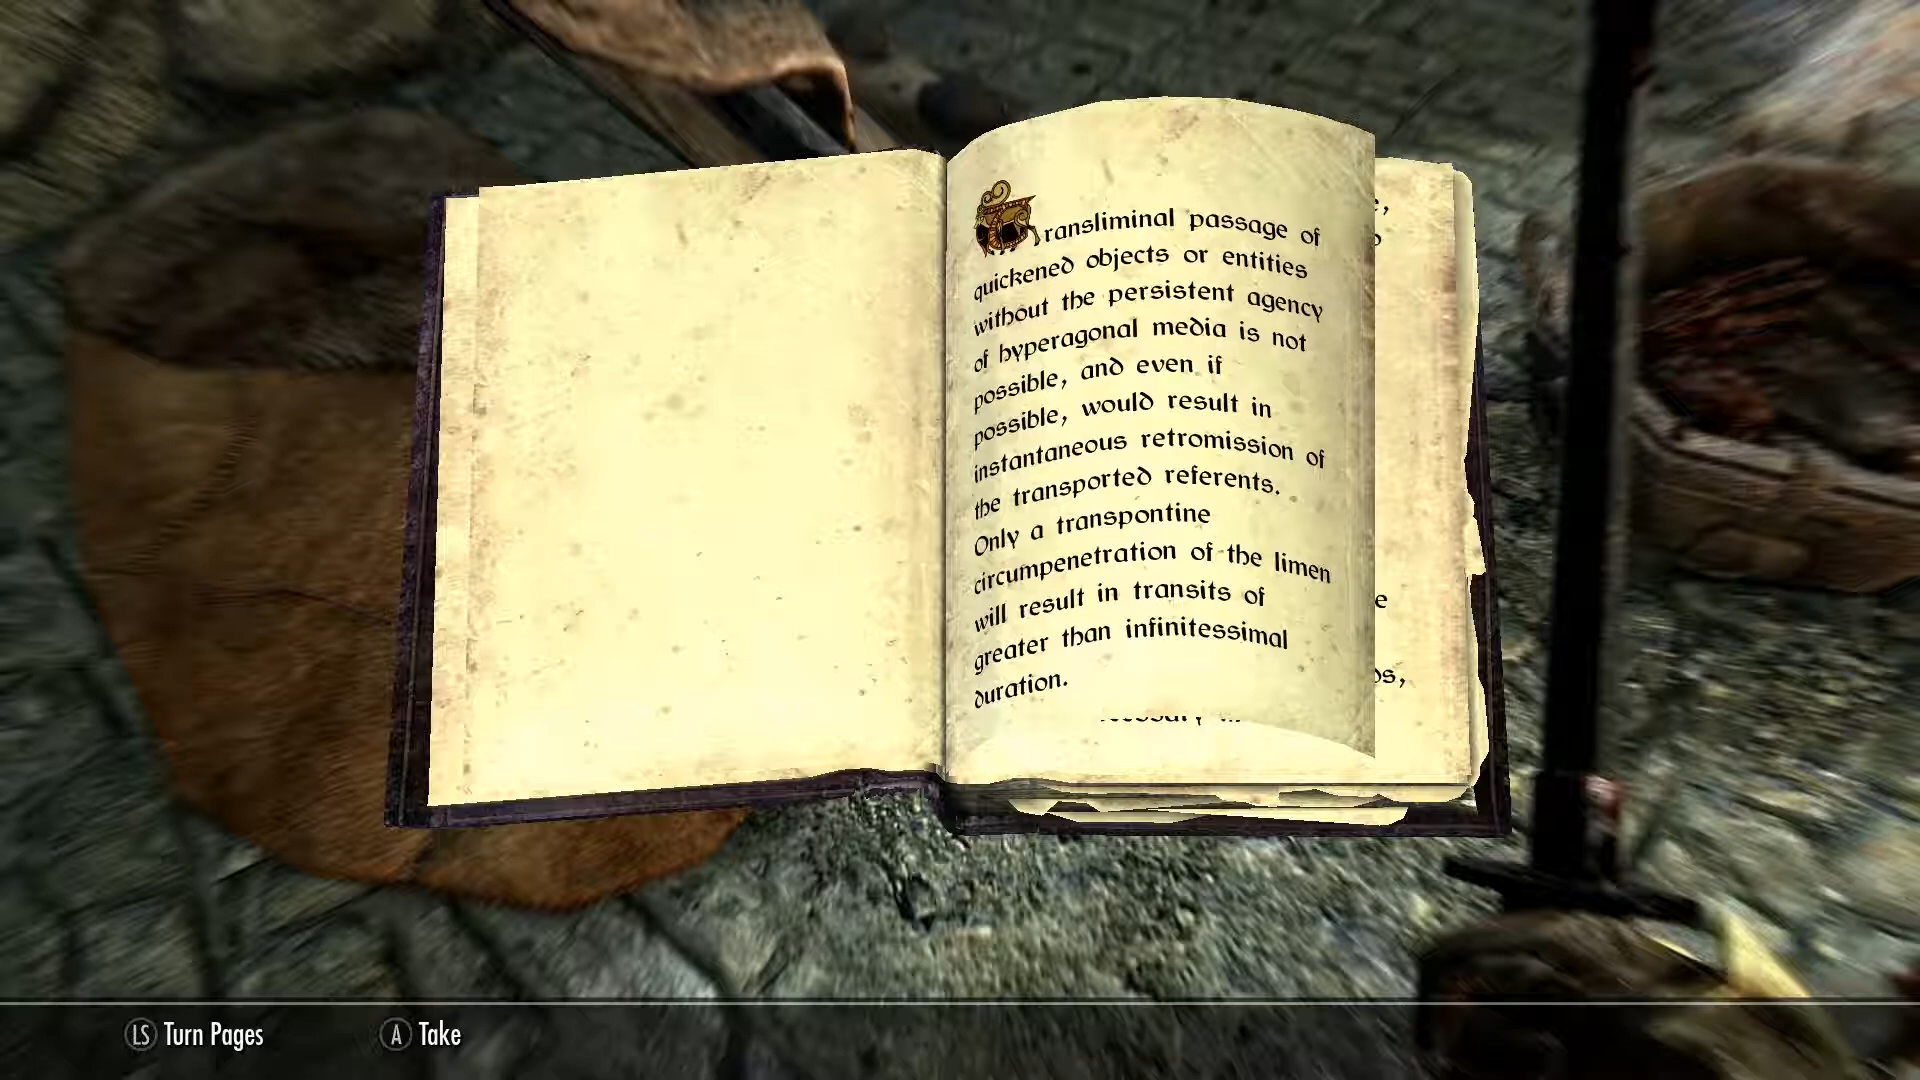 Transliminal passage of
quickened objects or entities
without the persistent agency
of hyperagonal media is not
possible, and even if
possible, would result in
instantaneous retromission of
the transported referents.
Only a transpontine
circumpenetration of the limen
will result in transits of
greater than infinitessimal
duration.
LS Turn Pages
A Take